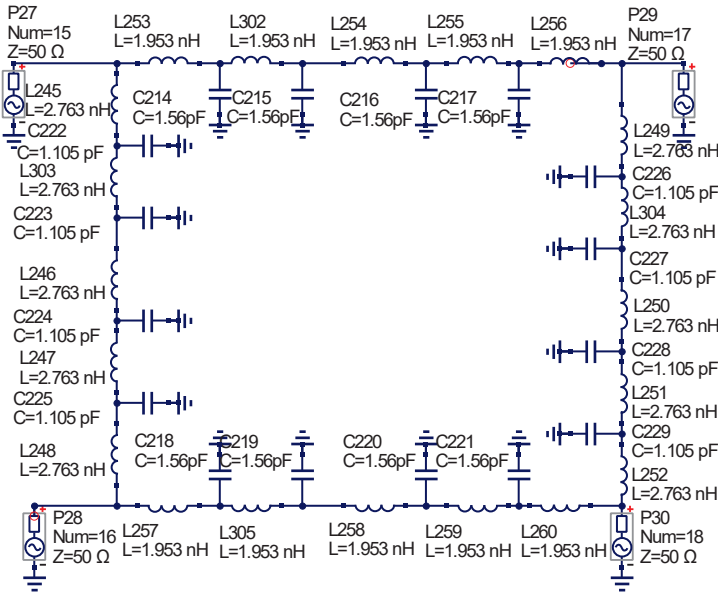 P27
Num=15
Z=50 Ω
L253
L=1.953 nH
L302
L=1.953 nH
L254
L=1.953 nH
L255
L=1.953 nH
L256
L=1.953 nH
P29
Num=17
Z=50 Ω
L245
L=2.763 nH
C214
C=1.56pF
C215
C=1.56pF
C216
C=1.56pF
C217
C=1.56pF
C222
C=1.105 pF
L303
L=2.763 nH
C223
C=1.105 pF
L246
L=2.763 nH
C224
C=1.105 pF
L247
L=2.763 nH
C225
C=1.105 pF
L248
L=2.763 nH
L249
L=2.763 nH
C226
C=1.105 pF
L304
L=2.763 nH
C227
C=1.105 pF
L250
L=2.763 nH
C228
C=1.105 pF
L251
L=2.763 nH
C229
C=1.105 pF
L252
L=2.763 nH
C218
C=1.56pF
C219
C=1.56pF
C220
C=1.56pF
C221
C=1.56pF
P28
Num=16
Z=50 Ω
L257
L=1.953 nH
L305
L=1.953 nH
L258
L=1.953 nH
L259
L=1.953 nH
L260
L=1.953 nH
P30
Num=18
Z=50 Ω